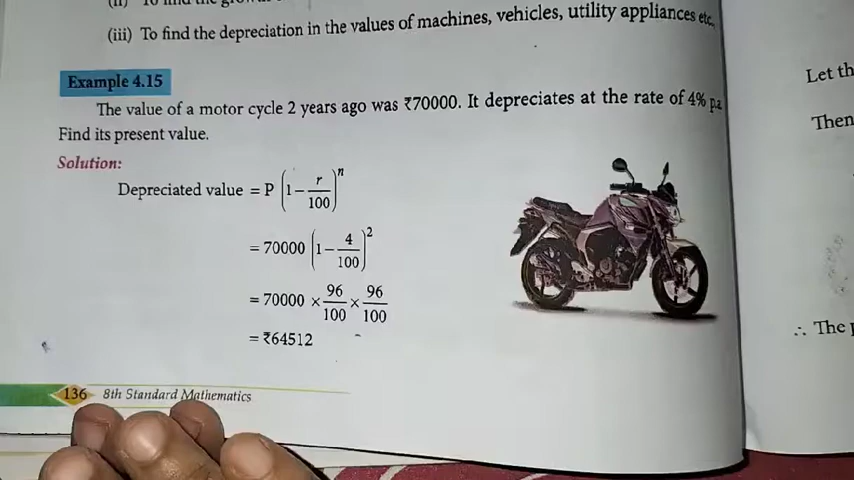 (iii) To find the depreciation in the values of machines, vehicles, utility appliances etc.,
Example 4.15
The value of a motor cycle 2 years ago was ₹70000. It depreciates at the rate of 4% p.a
Find its present value.
Solution:
Depreciated value = P (1 − r/100)^n
= 70000 (1 − 4/100)^2
= 70000 × 96/100 × 96/100
= ₹64512
136 8th Standard Mathematics
Let th
Then
∴ The p